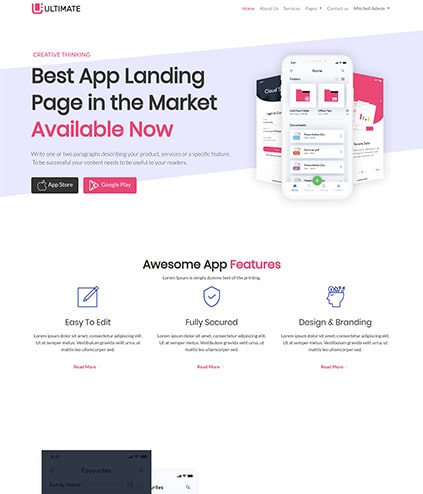 ULTIMATE
Home About Us Services Pages Contact us Mitchell Admin
CREATIVE THINKING
Best App Landing
Page in the Market
Available Now
Write one or two paragraphs describing your product, services or a specific feature.
To be successful your content needs to be useful to your readers.
App Store
Google Play
Home
Folders
Documents
Awesome App Features
Lorem Ipsum is simply dummy text of the printing.
Easy To Edit
Lorem ipsum dolor sit amet, consectetur adipiscing elit.
Ut at semper metus. Vestibulum gravida velit urna, ut
mattis leo ullamcorper sed.
Read More
Fully Secured
Lorem ipsum dolor sit amet, consectetur adipiscing elit.
Ut at semper metus. Vestibulum gravida velit urna, ut
mattis leo ullamcorper sed.
Read More
Design & Branding
Lorem ipsum dolor sit amet, consectetur adipiscing elit.
Ut at semper metus. Vestibulum gravida velit urna, ut
mattis leo ullamcorper sed.
Read More
Favourites